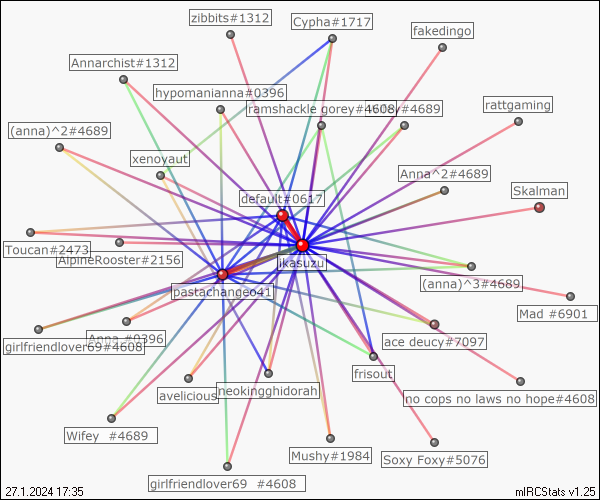 zibbits#1312
Cypha#1717
fakedingo
Annarchist#1312
hypomanianna#0396
ramshackle gorey#4608
#4689
rattgaming
(anna)^2#4689
xenoyaut
Anna^2#4689
default#0617
Skalman
Toucan#2473
AlpineRooster#2156
ikasuzu
pastachangeo41
(anna)^3#4689
Mad #6901
girlfriendlover69#4608
Anna #0396
ace deucy#7097
frisout
avelicious
neokingghidorah
no cops no laws no hope#4608
Wifey #4689
Mushy#1984
Soxy Foxy#5076
girlfriendlover69 #4608
27.1.2024 17:35
mIRCStats v1.25